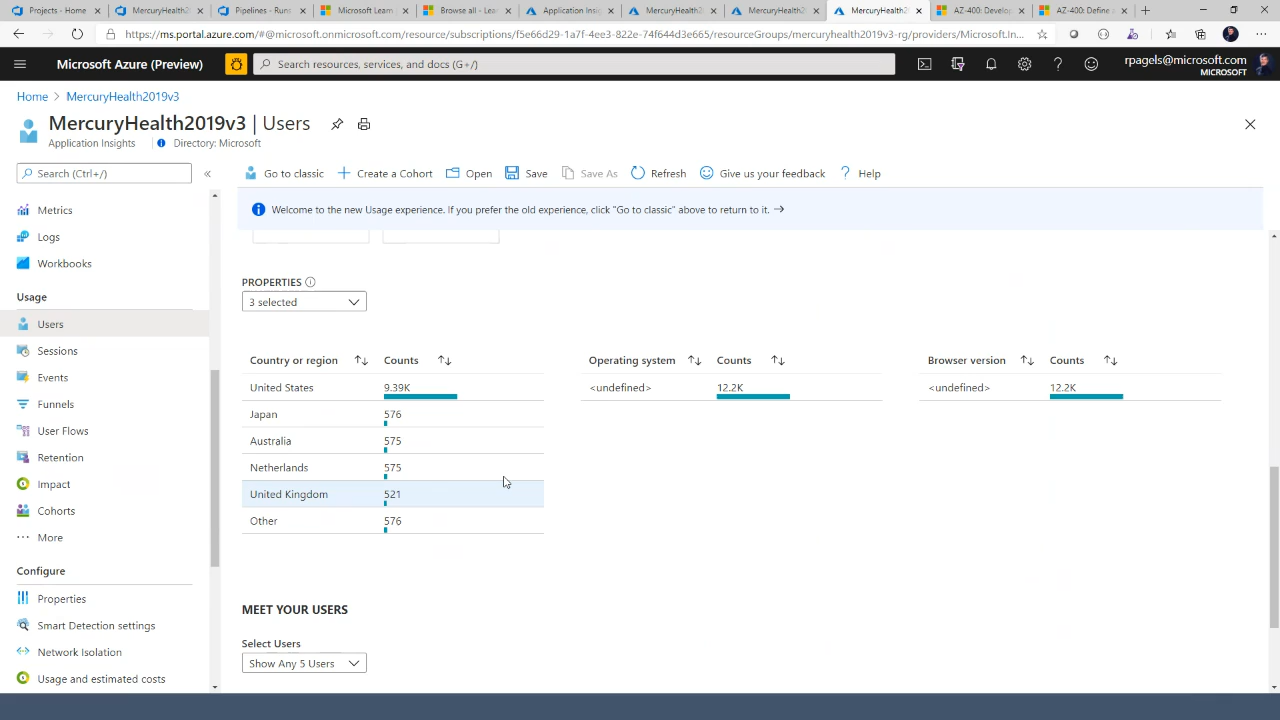 Projects - Home
MercuryHealth2
Pipelines - Runs
Microsoft Learn
Browse all - Lea
Application Insi
MercuryHealth2
MercuryHealth2
MercuryHealth2
AZ-400: Develop
AZ-400: Define a
https://ms.portal.azure.com/#@microsoft.onmicrosoft.com/resource/subscriptions/f5e66d29-1a7f-4ee3-822e-74f644d3e665/resourceGroups/mercuryhealth2019v3-rg/providers/Microsoft.In...
Microsoft Azure (Preview)
Search resources, services, and docs (G+/)
rpagels@microsoft.com
MICROSOFT
Home > MercuryHealth2019v3
MercuryHealth2019v3 | Users
Application Insights
Directory: Microsoft
Search (Ctrl+/)
Go to classic
Create a Cohort
Open
Save
Save As
Refresh
Give us your feedback
Help
Welcome to the new Usage experience. If you prefer the old experience, click "Go to classic" above to return to it.
Metrics
Logs
Workbooks
Usage
Users
Sessions
Events
Funnels
User Flows
Retention
Impact
Cohorts
More
Configure
Properties
Smart Detection settings
Network Isolation
Usage and estimated costs
PROPERTIES
3 selected
Country or region Counts
United States 9.39K
Japan 576
Australia 575
Netherlands 575
United Kingdom 521
Other 576
Operating system Counts
<undefined> 12.2K
Browser version Counts
<undefined> 12.2K
MEET YOUR USERS
Select Users
Show Any 5 Users